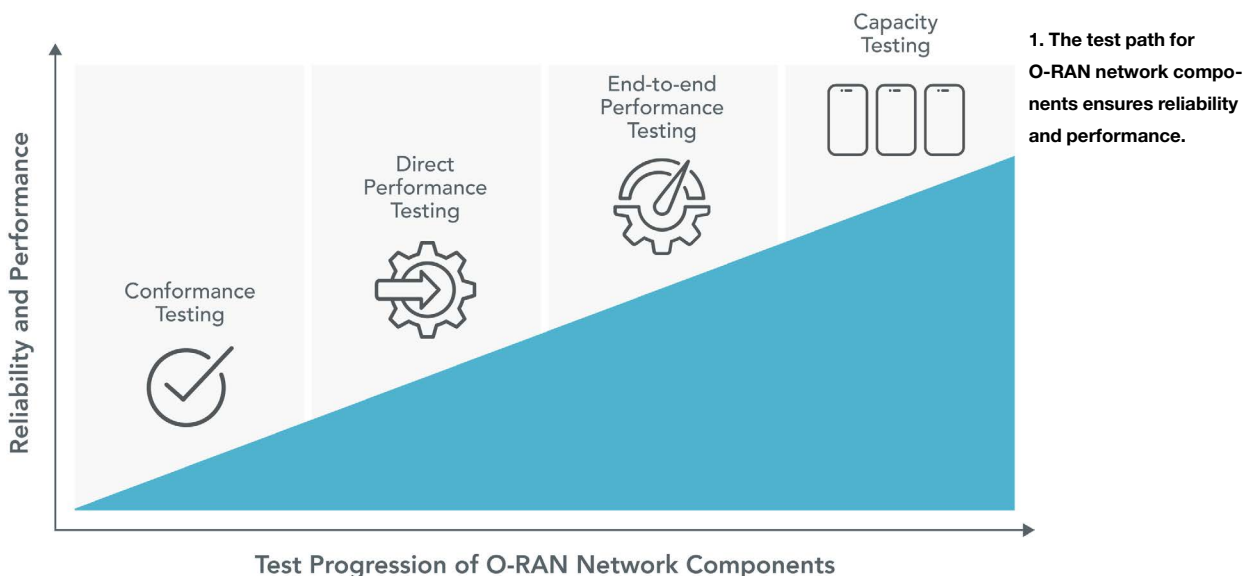 Capacity
Testing
1. The test path for
O-RAN network compo-
nents ensures reliability
and performance.
End-to-end
Performance
Testing
Direct
Performance
Testing
Conformance
Testing
Reliability and Performance
Test Progression of O-RAN Network Components